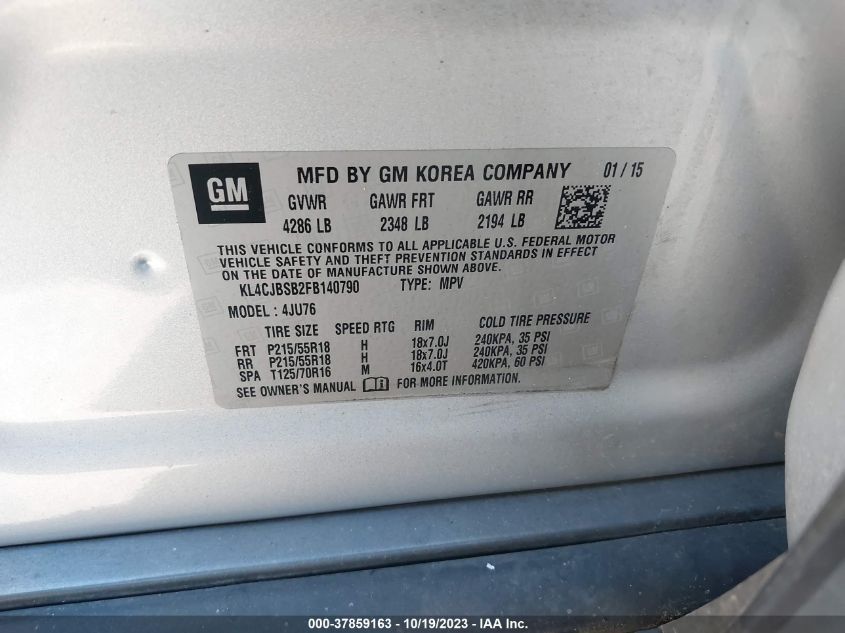 GM
MFD BY GM KOREA COMPANY 01 / 15
GVWR GAWR FRT GAWR RR
4286 LB 2348 LB 2194 LB
THIS VEHICLE CONFORMS TO ALL APPLICABLE U.S. FEDERAL MOTOR
VEHICLE SAFETY AND THEFT PREVENTION STANDARDS IN EFFECT
ON THE DATE OF MANUFACTURE SHOWN ABOVE.
KL4CJBSB2FB140790 TYPE: MPV
MODEL : 4JU76
TIRE SIZE SPEED RTG RIM COLD TIRE PRESSURE
FRT P215/55R18 H 18x7.0J 240KPA, 35 PSI
RR P215/55R18 H 18x7.0J 240KPA, 35 PSI
SPA T125/70R16 M 16x4.0T 420KPA, 60 PSI
SEE OWNER'S MANUAL FOR MORE INFORMATION.
000-37859163 - 10/19/2023 - IAA Inc.